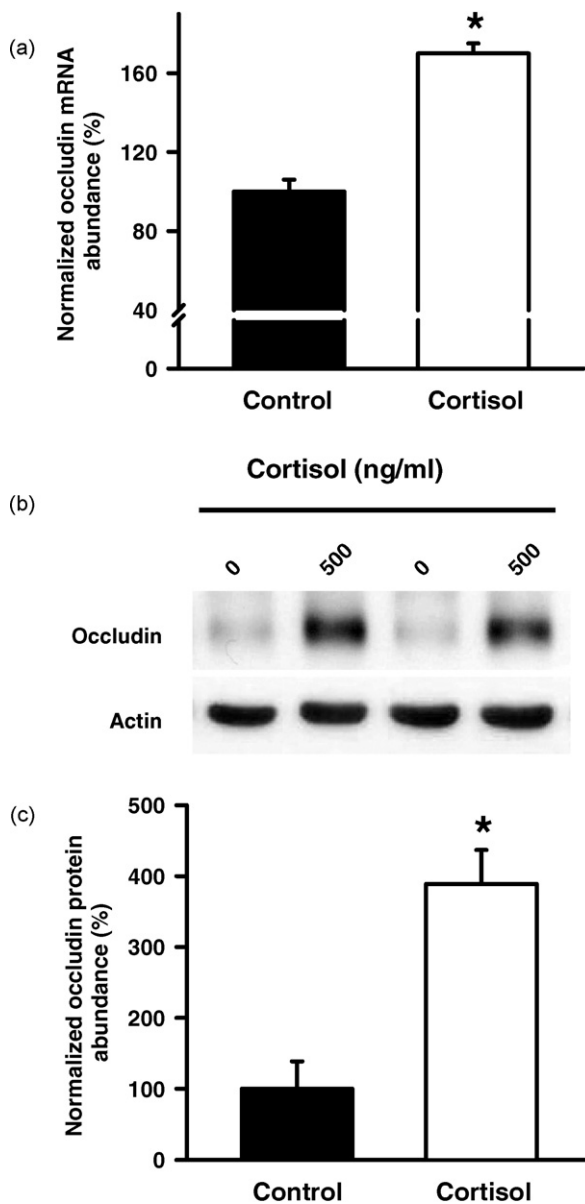 (a)
Normalized occludin mRNA
abundance (%)
160
120
80
40
0
*
Control
Cortisol
Cortisol (ng/ml)
(b)
0
500
0
500
Occludin
Actin
(c)
Normalized occludin protein
abundance (%)
500
400
300
200
100
0
*
Control
Cortisol